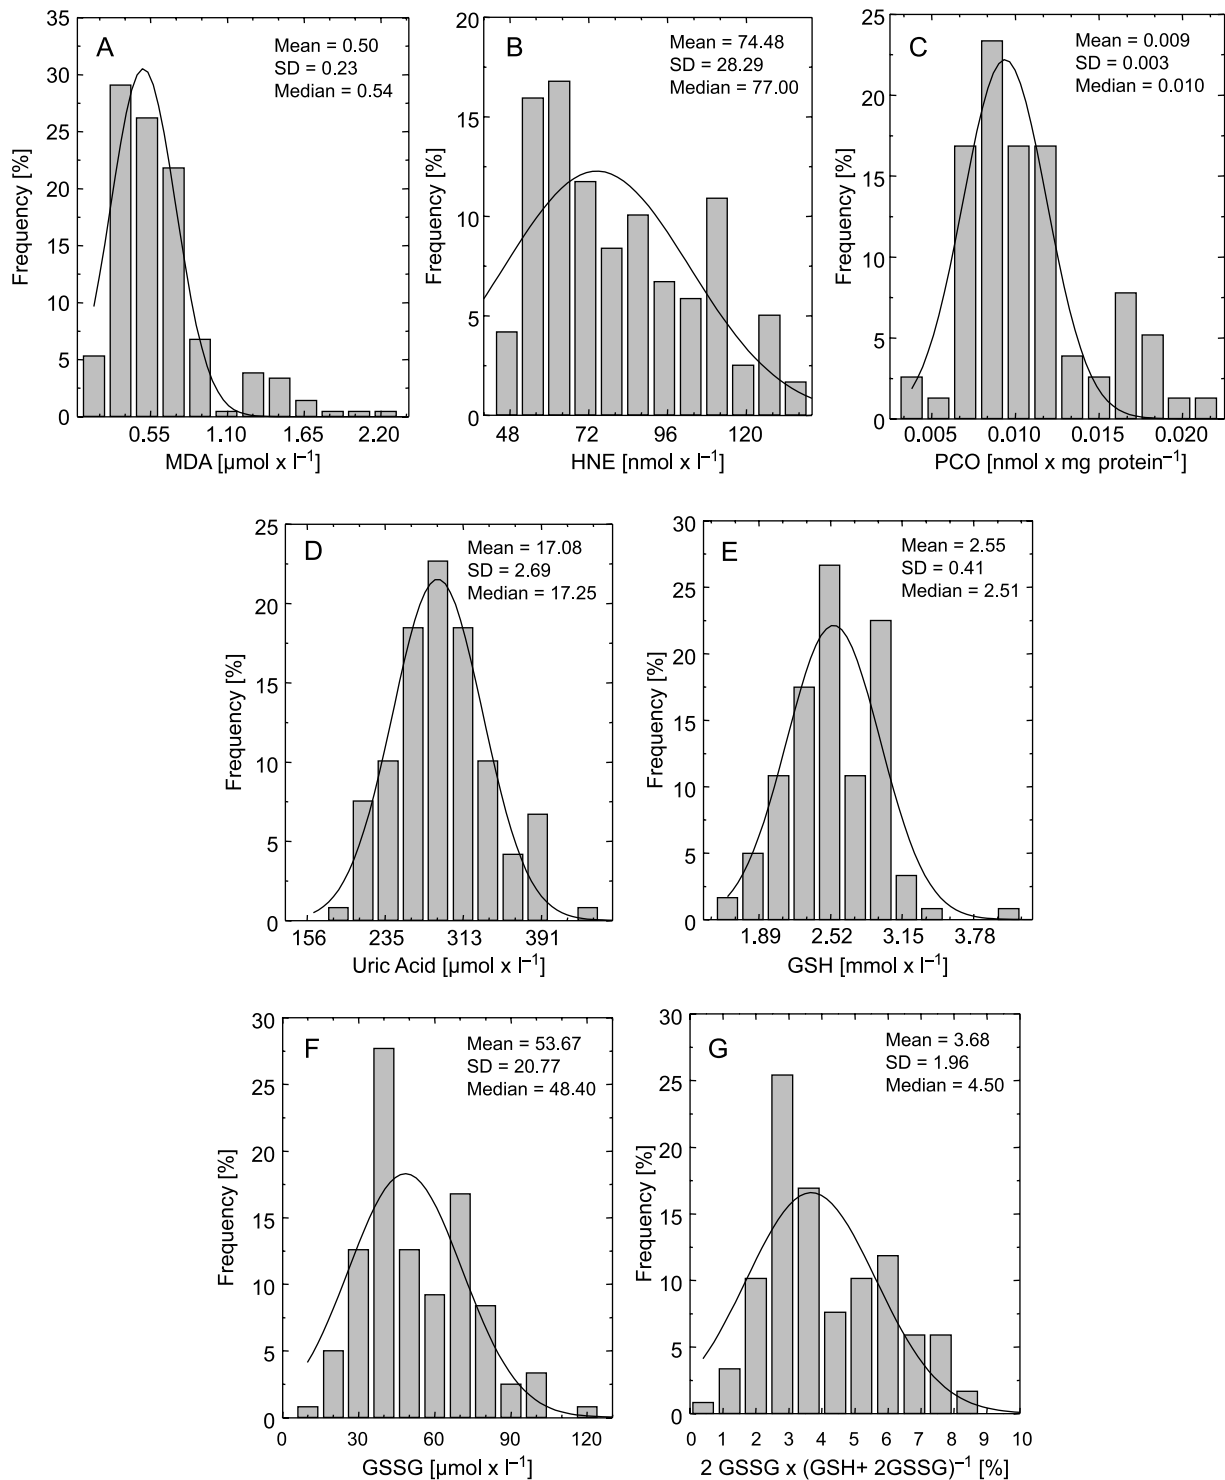 A
Mean = 0.50
SD = 0.23
Median = 0.54
35
30
25
20
15
10
5
0
Frequency [%]
0.55 1.10 1.65 2.20
MDA [µmol x l⁻¹]
B
Mean = 74.48
SD = 28.29
Median = 77.00
20
15
10
5
0
Frequency [%]
48 72 96 120
HNE [nmol x l⁻¹]
C
Mean = 0.009
SD = 0.003
Median = 0.010
25
20
15
10
5
0
Frequency [%]
0.005 0.010 0.015 0.020
PCO [nmol x mg protein⁻¹]
D
Mean = 17.08
SD = 2.69
Median = 17.25
25
20
15
10
5
0
Frequency [%]
156 235 313 391
Uric Acid [µmol x l⁻¹]
E
Mean = 2.55
SD = 0.41
Median = 2.51
30
25
20
15
10
5
0
Frequency [%]
1.89 2.52 3.15 3.78
GSH [mmol x l⁻¹]
F
Mean = 53.67
SD = 20.77
Median = 48.40
30
25
20
15
10
5
0
Frequency [%]
0 30 60 90 120
GSSG [µmol x l⁻¹]
G
Mean = 3.68
SD = 1.96
Median = 4.50
30
25
20
15
10
5
0
Frequency [%]
0 1 2 3 4 5 6 7 8 9 10
2 GSSG x (GSH+ 2GSSG)⁻¹ [%]